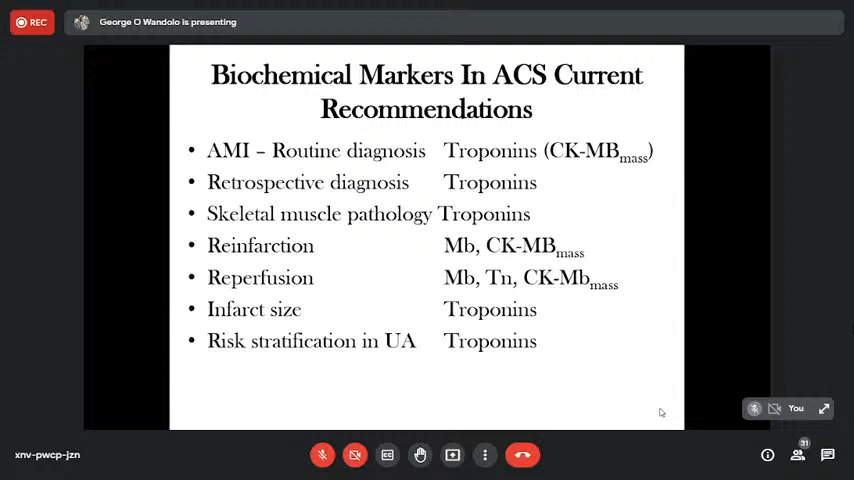 REC
George O Wandolo is presenting
Biochemical Markers In ACS Current
Recommendations
• AMI – Routine diagnosis Troponins (CK-MBmass)
• Retrospective diagnosis Troponins
• Skeletal muscle pathology Troponins
• Reinfarction Mb, CK-MBmass
• Reperfusion Mb, Tn, CK-Mbmass
• Infarct size Troponins
• Risk stratification in UA Troponins
You
xnv-pwcp-jzn
CC
31